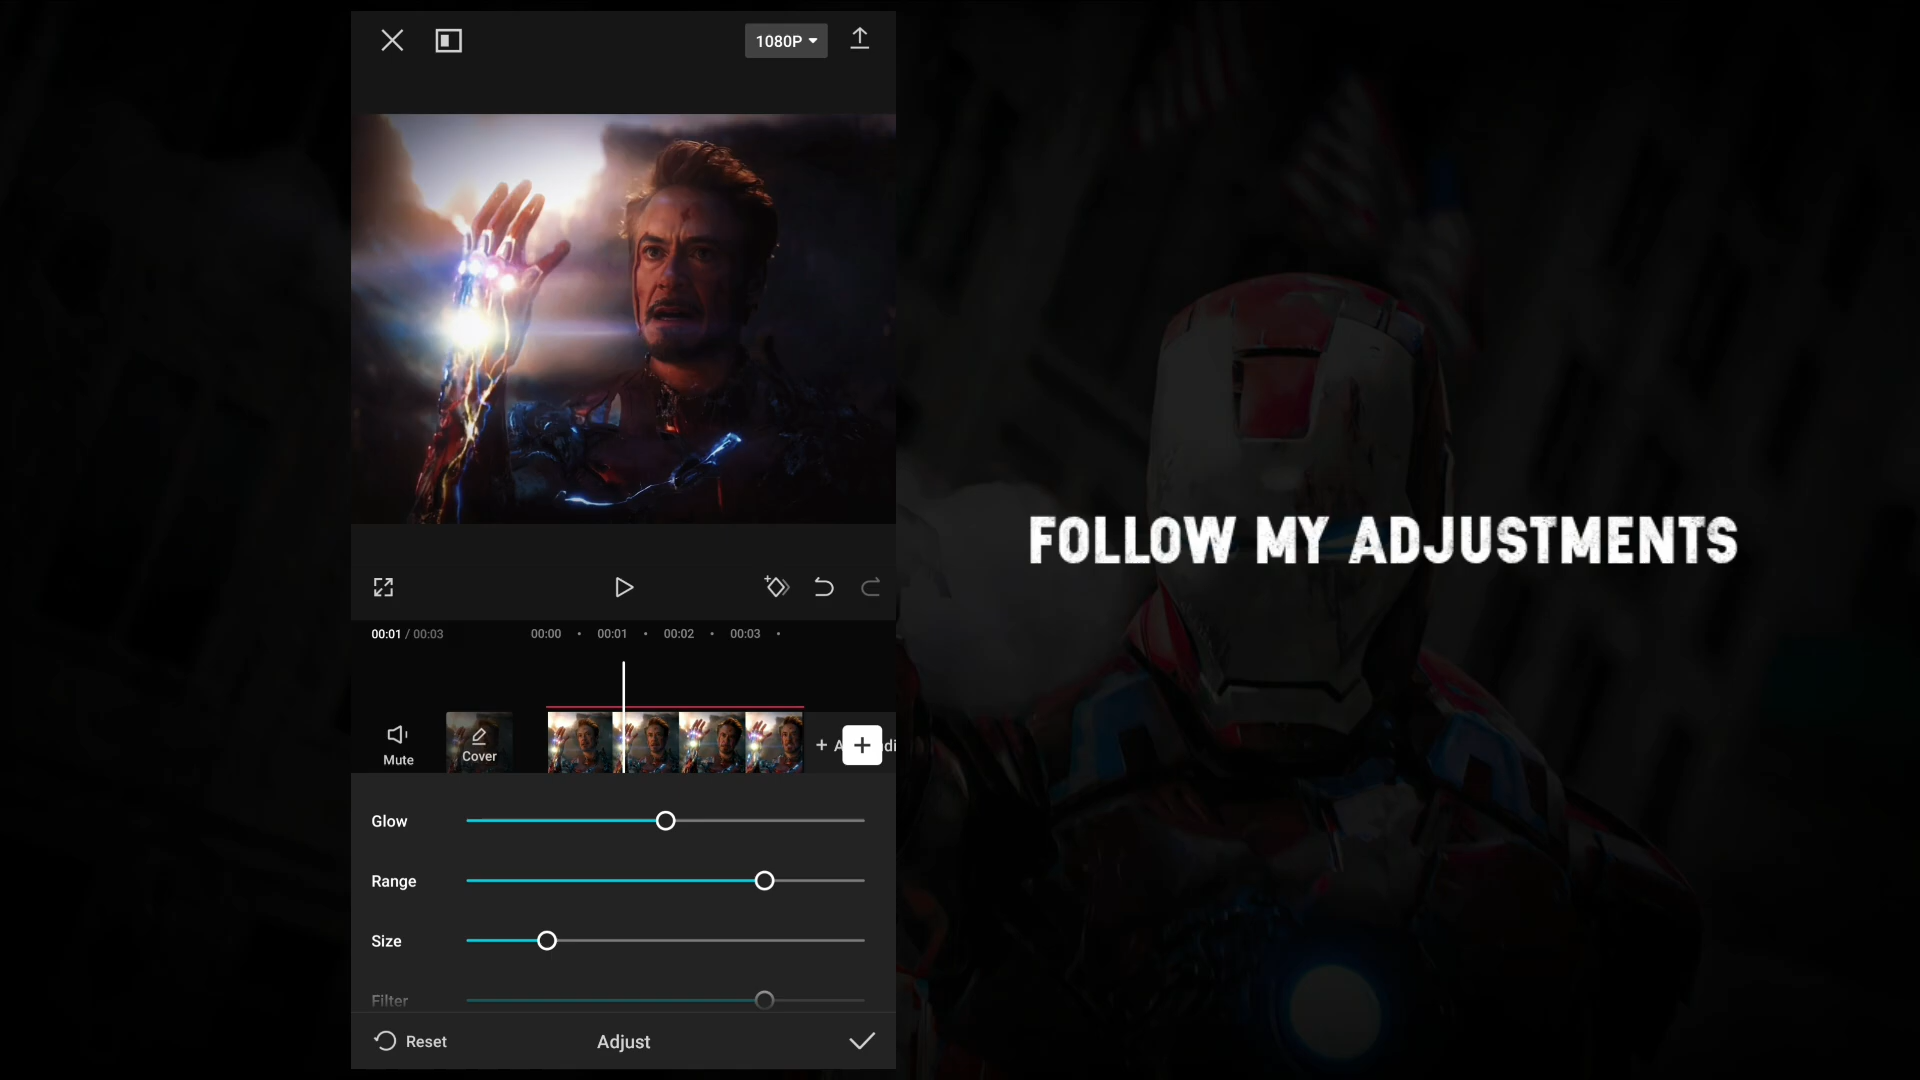 1080P
FOLLOW MY ADJUSTMENTS
00:01 / 00:03
00:00 00:01 00:02 00:03
Mute
Cover
+ A
Glow
Range
Size
Filter
Reset
Adjust